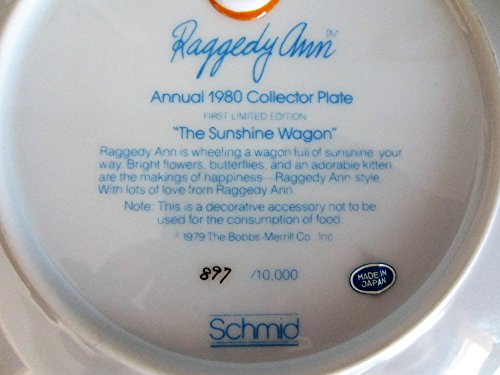 Raggedy Ann™
Annual 1980 Collector Plate
FIRST LIMITED EDITION
"The Sunshine Wagon"
Raggedy Ann is wheeling a wagon full of sunshine your
way. Bright flowers, butterflies, and an adorable kitten
are the makings of happiness—Raggedy Ann style.
With lots of love from Raggedy Ann.
Note: This is a decorative accessory not to be
used for the consumption of food.
©1979 The Bobbs-Merrill Co., Inc.
897 /10,000
MADE IN
JAPAN
Schmid